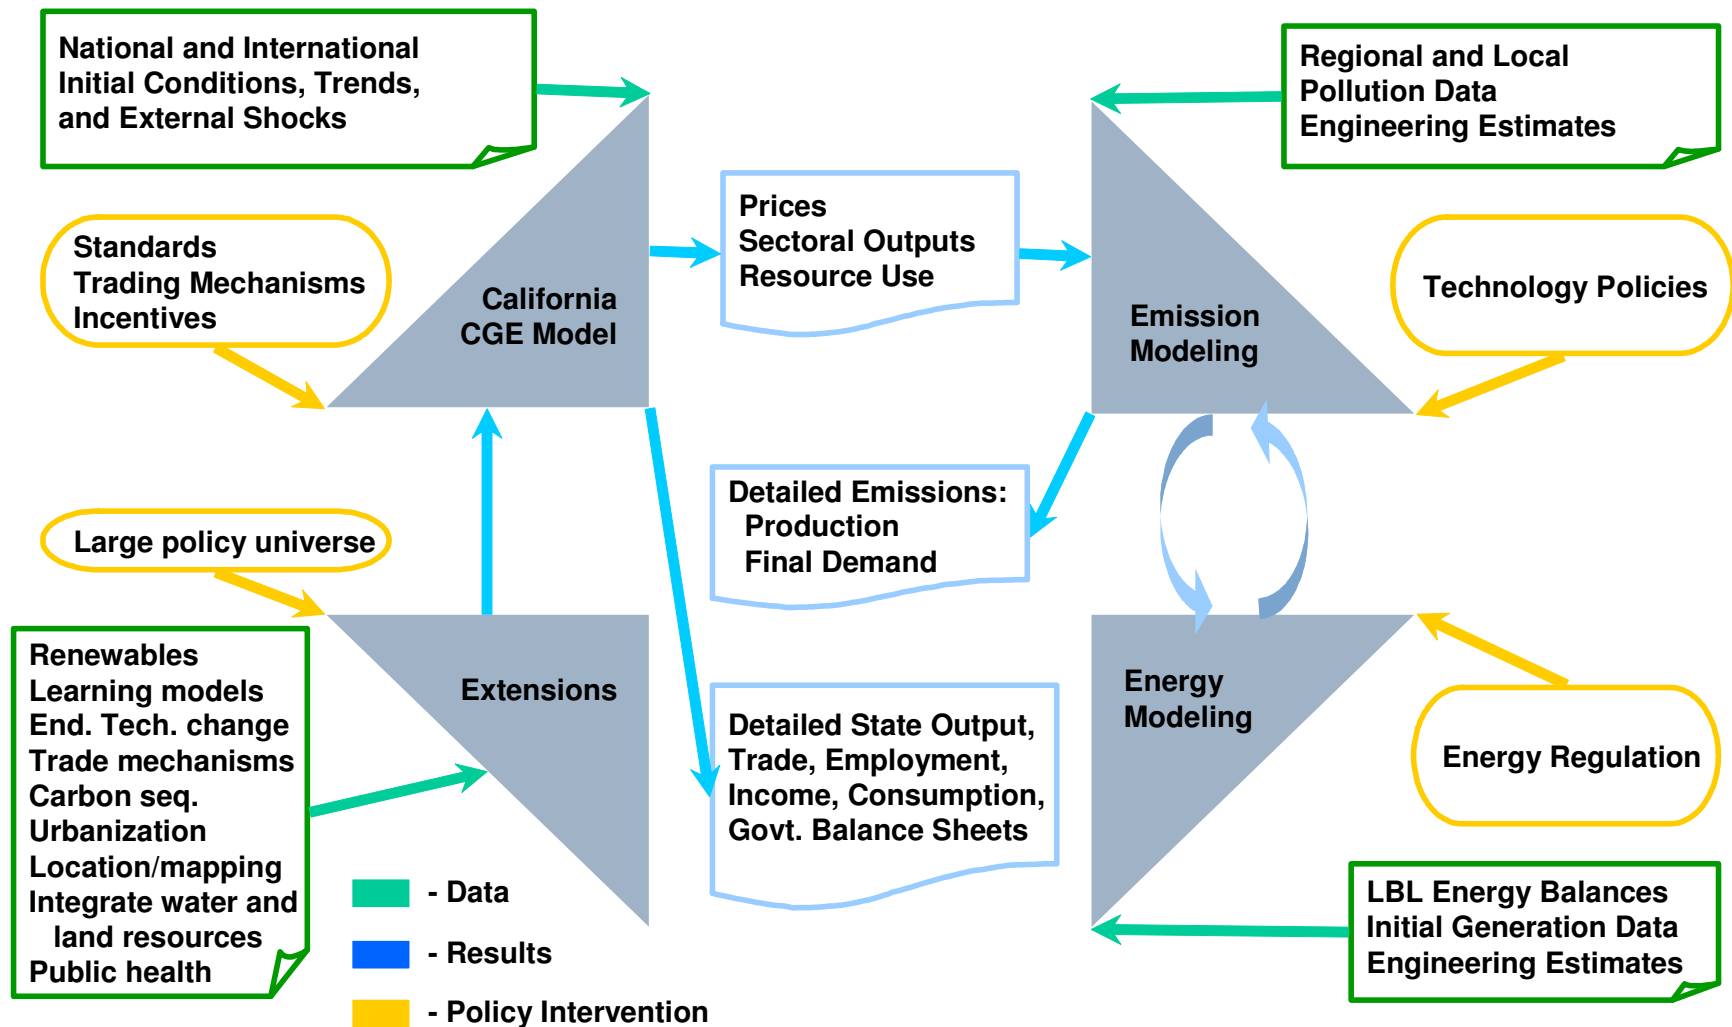 National and International
Initial Conditions, Trends,
and External Shocks
Regional and Local
Pollution Data
Engineering Estimates
Standards
Trading Mechanisms
Incentives
Prices
Sectoral Outputs
Resource Use
Technology Policies
California
CGE Model
Emission
Modeling
Detailed Emissions:
Production
Final Demand
Large policy universe
Renewables
Learning models
End. Tech. change
Trade mechanisms
Carbon seq.
Urbanization
Location/mapping
Integrate water and
land resources
Public health
Extensions
Detailed State Output,
Trade, Employment,
Income, Consumption,
Govt. Balance Sheets
Energy
Modeling
Energy Regulation
LBL Energy Balances
Initial Generation Data
Engineering Estimates
- Data
- Results
- Policy Intervention